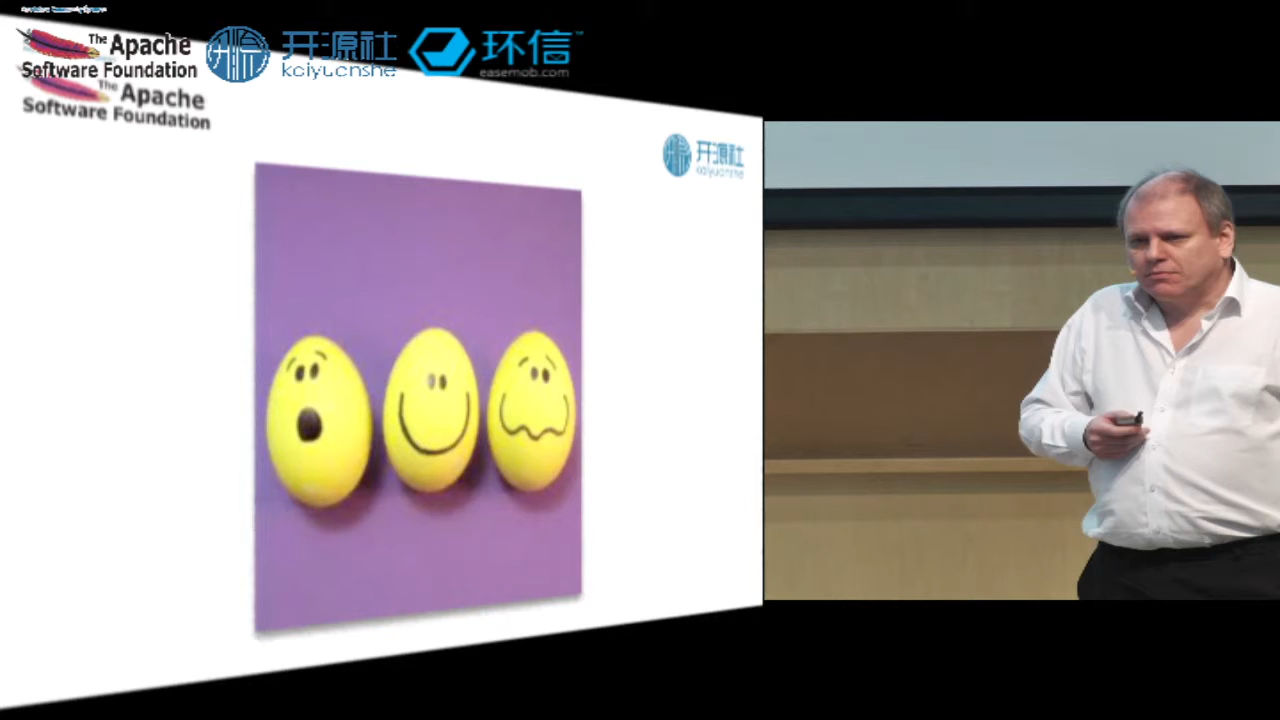 The Apache
Software Foundation
开源社
kaiyuanshe
环信
easemob.com
The Apache
Software Foundation
开源社
kaiyuanshe